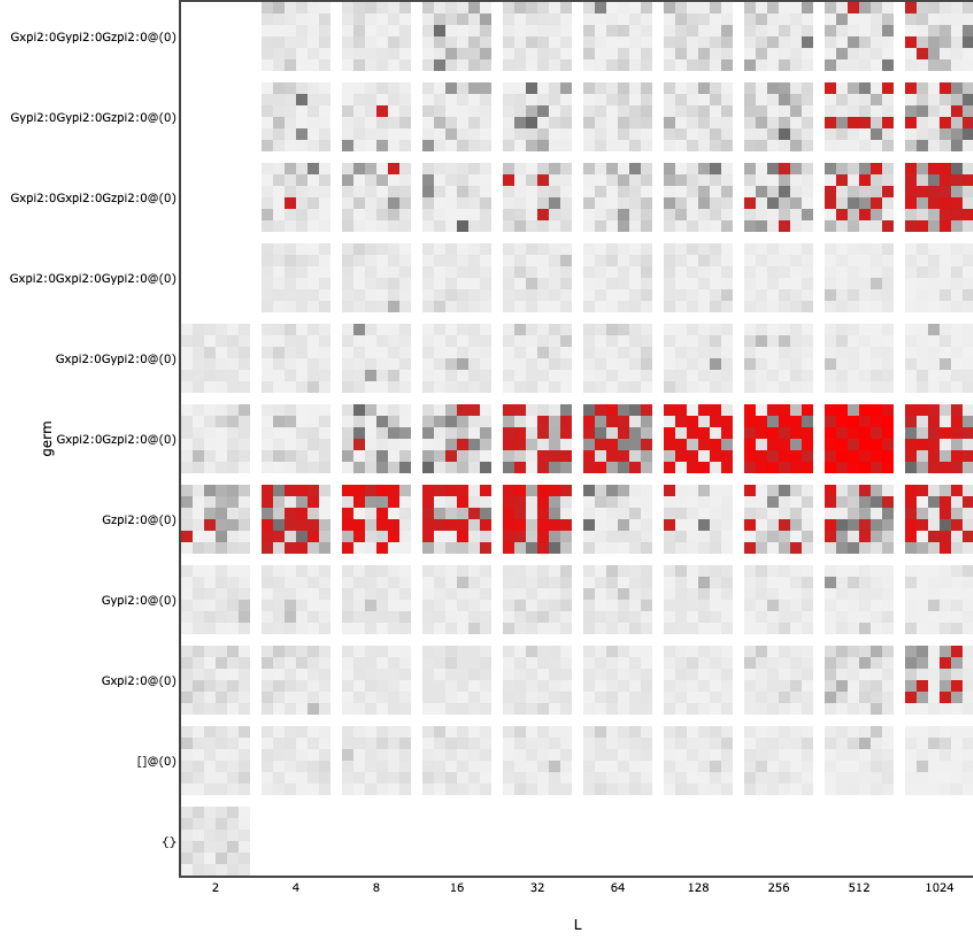 Gxpi2:0Gypi2:0Gzpi2:0@(0)
Gypi2:0Gypi2:0Gzpi2:0@(0)
Gxpi2:0Gxpi2:0Gzpi2:0@(0)
Gxpi2:0Gxpi2:0Gypi2:0@(0)
Gxpi2:0Gypi2:0@(0)
germ
Gxpi2:0Gzpi2:0@(0)
Gzpi2:0@(0)
Gypi2:0@(0)
Gxpi2:0@(0)
[]@(0)
{}
2 4 8 16 32 64 128 256 512 1024
L